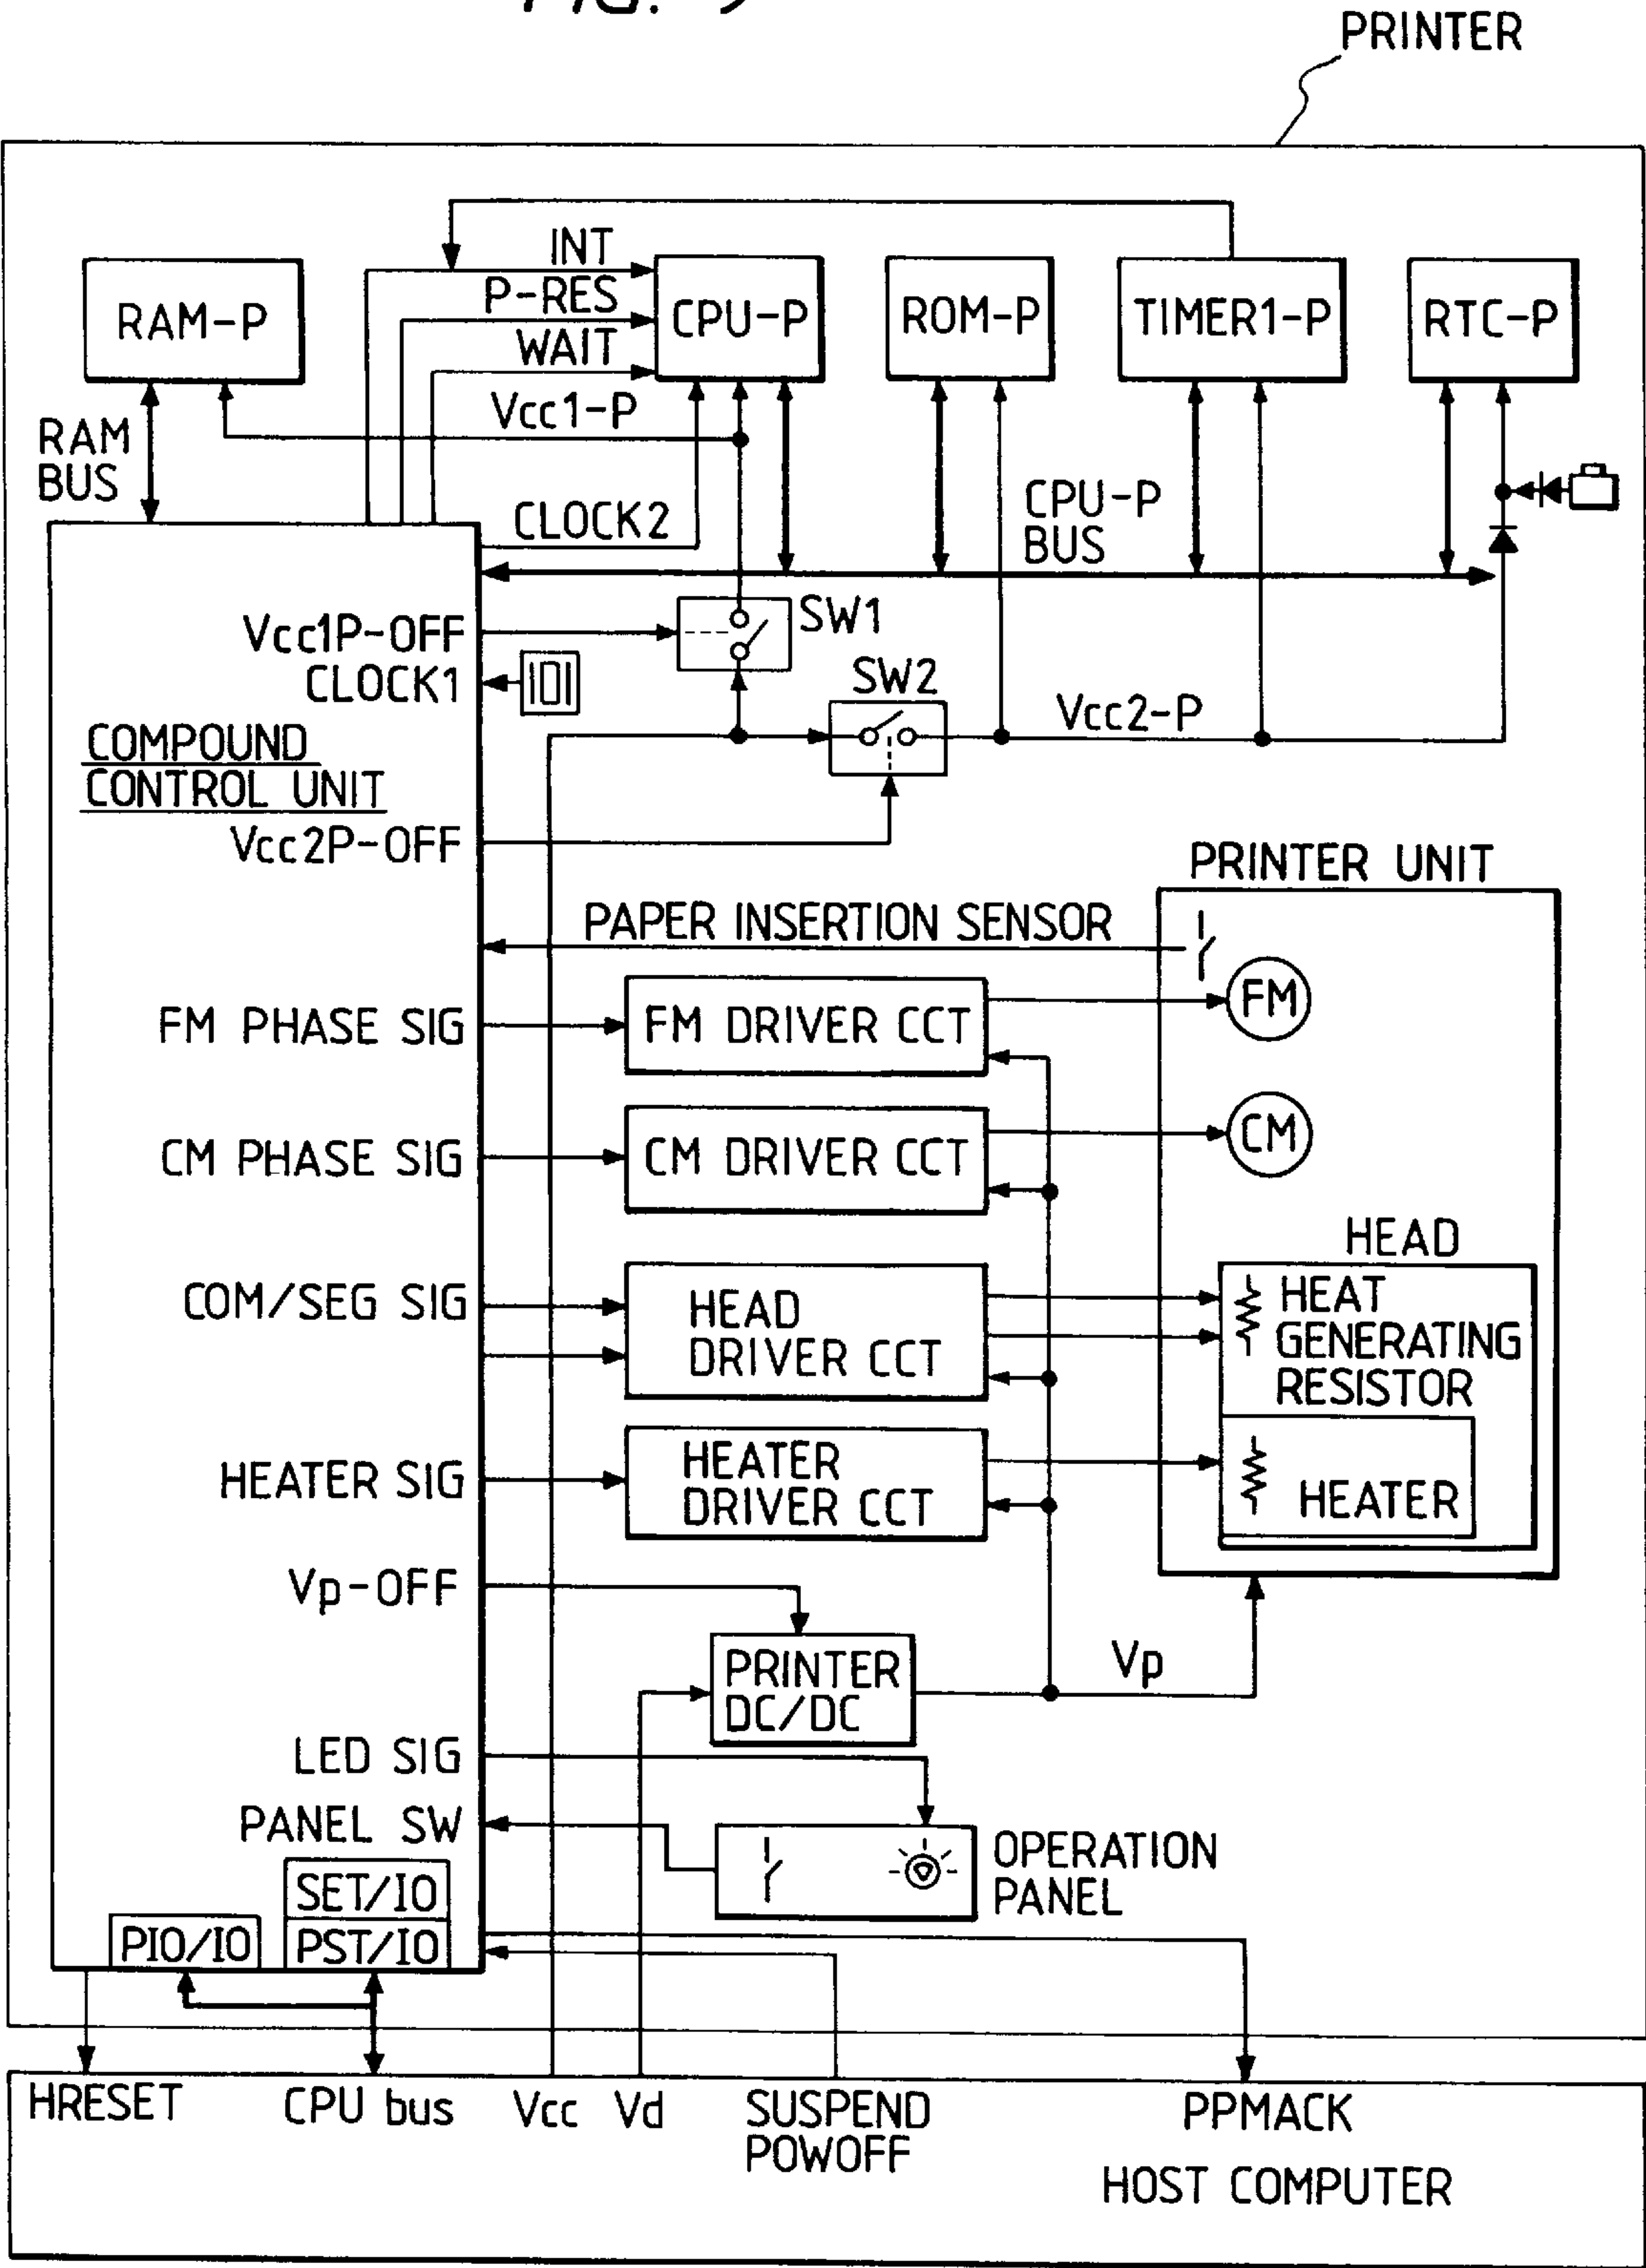 FIG. 9
PRINTER
INT
P-RES
WAIT
RAM-P
CPU-P
ROM-P
TIMER1-P
RTC-P
Vcc1-P
RAM
BUS
CLOCK2
CPU-P
BUS
Vcc1P-OFF
SW1
CLOCK1
SW2
Vcc2-P
COMPOUND
CONTROL UNIT
Vcc2P-OFF
PRINTER UNIT
PAPER INSERTION SENSOR
FM PHASE SIG
FM DRIVER CCT
FM
CM PHASE SIG
CM DRIVER CCT
CM
HEAD
COM/SEG SIG
HEAD
DRIVER CCT
HEAT
GENERATING
RESISTOR
HEATER SIG
HEATER
DRIVER CCT
HEATER
Vp-OFF
PRINTER
DC/DC
Vp
LED SIG
PANEL SW
OPERATION
PANEL
SET/IO
PIO/IO
PST/IO
HRESET
CPU bus
Vcc
Vd
SUSPEND
POWOFF
PPMACK
HOST COMPUTER